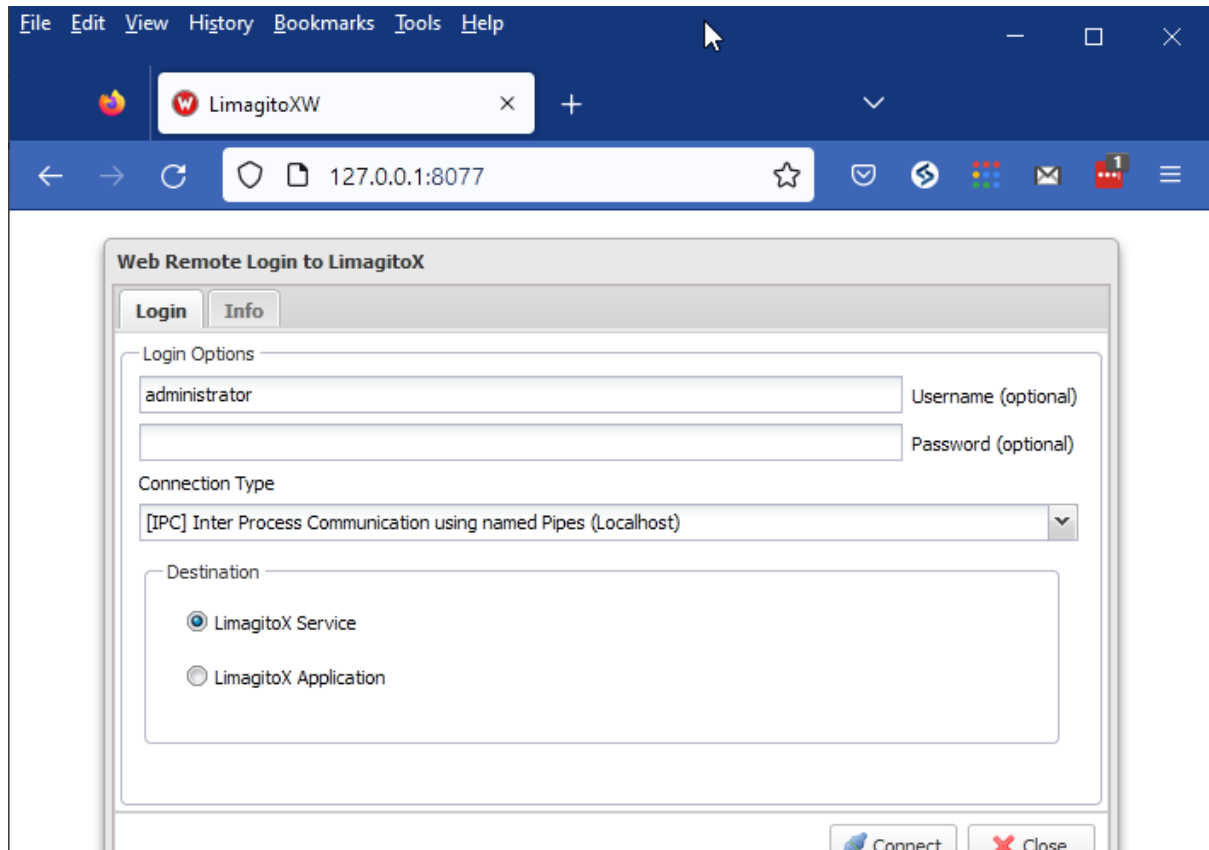 File Edit View History Bookmarks Tools Help
LimagitoXW
127.0.0.1:8077
1
Web Remote Login to LimagitoX
Login Info
Login Options
administrator Username (optional)
Password (optional)
Connection Type
[IPC] Inter Process Communication using named Pipes (Localhost)
Destination
LimagitoX Service
LimagitoX Application
Connect Close